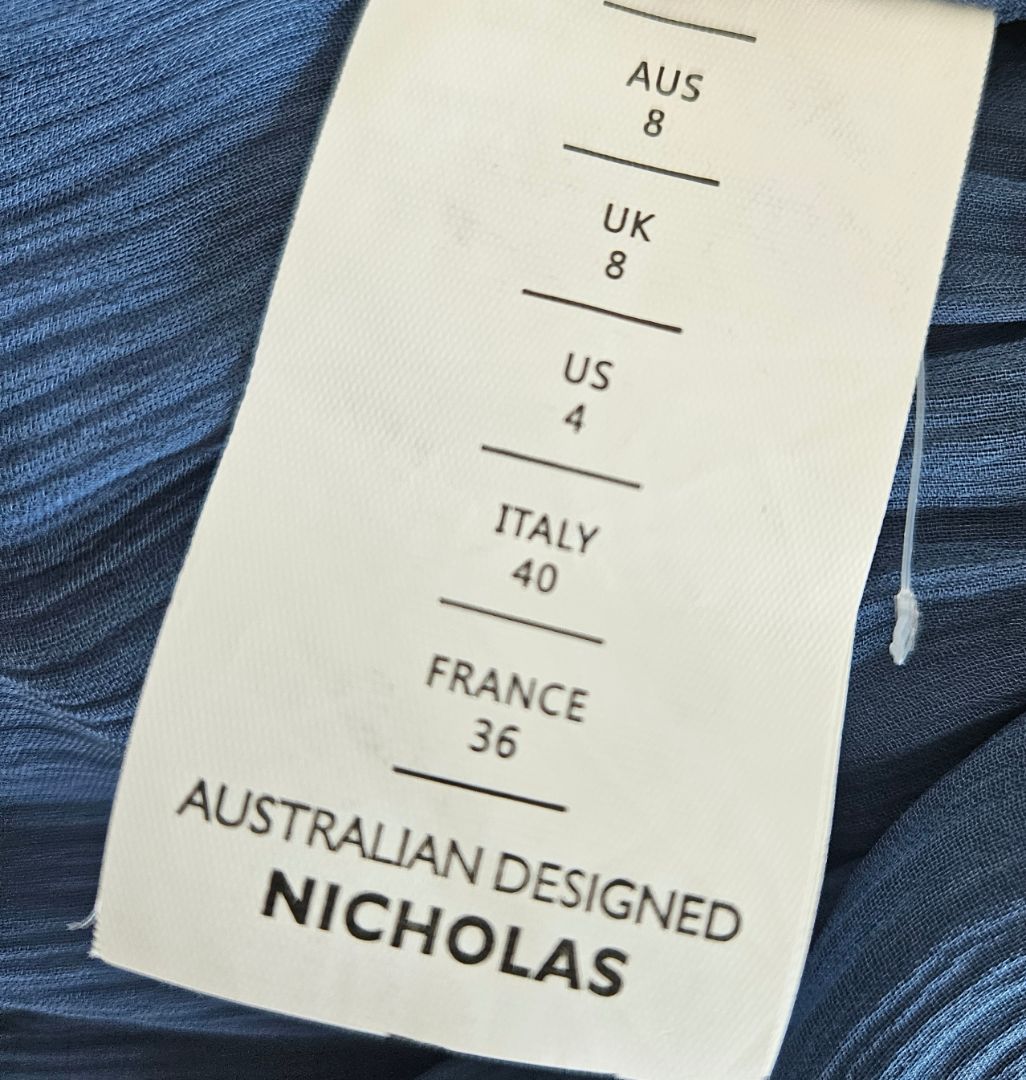 AUS
8
UK
8
US
4
ITALY
40
FRANCE
36
AUSTRALIAN DESIGNED
NICHOLAS